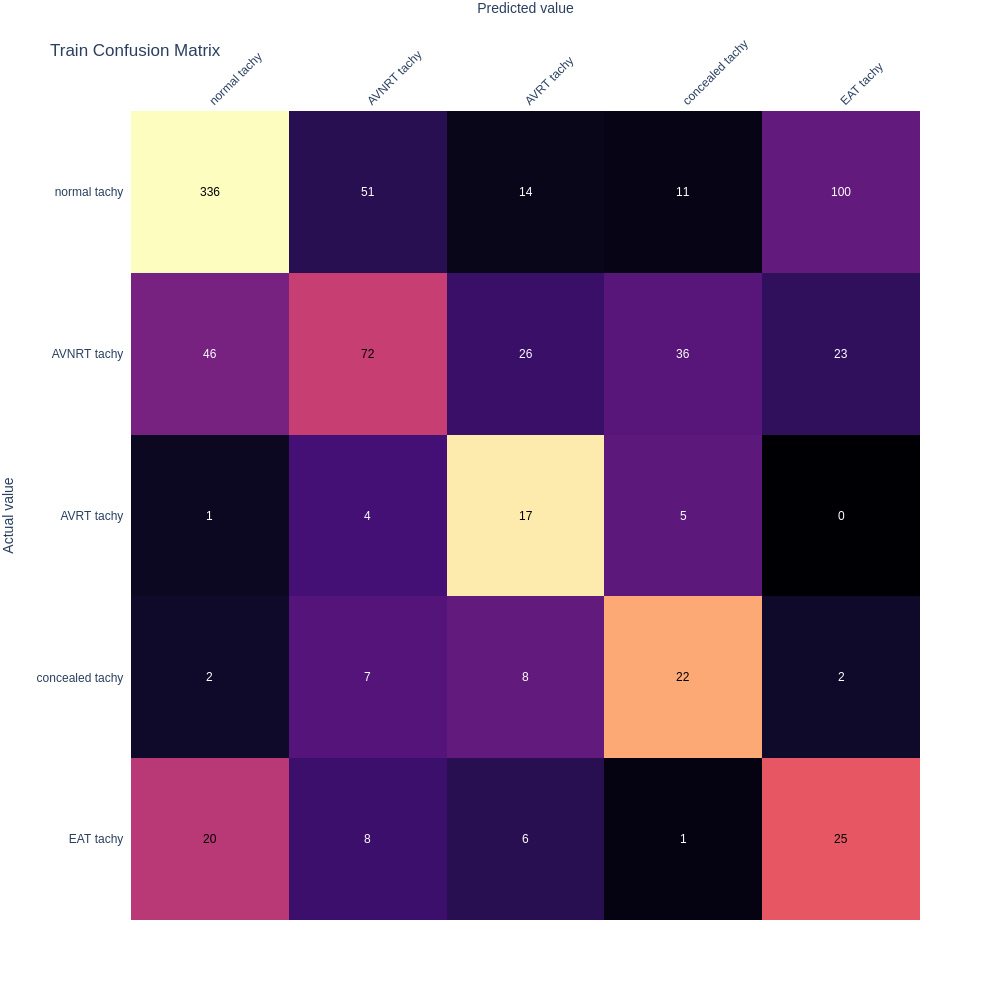 Predicted value
Train Confusion Matrix
normal tachy
AVNRT tachy
AVRT tachy
concealed tachy
EAT tachy
Actual value
normal tachy
336
51
14
11
100
AVNRT tachy
46
72
26
36
23
AVRT tachy
1
4
17
5
0
concealed tachy
2
7
8
22
2
EAT tachy
20
8
6
1
25